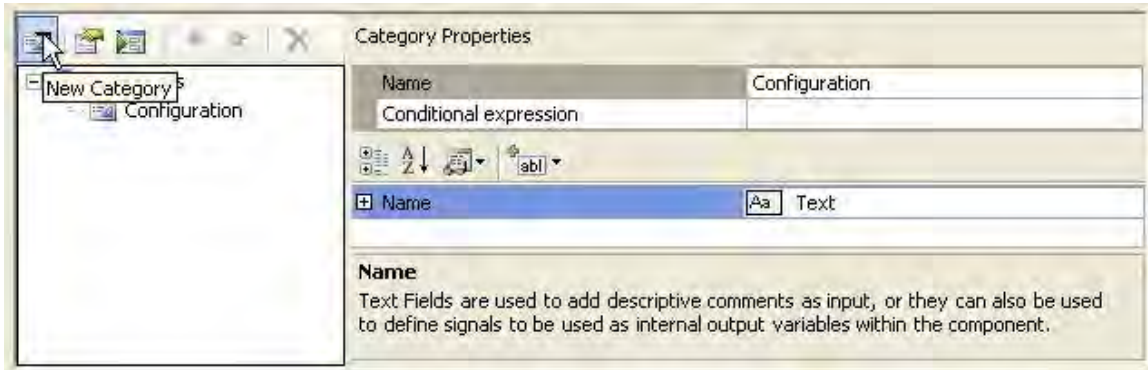 Category Properties
New Category
Configuration
Name
Configuration
Conditional expression
A
Z
abl
Name
Aa
Text
Name
Text Fields are used to add descriptive comments as input, or they can also be used
to define signals to be used as internal output variables within the component.